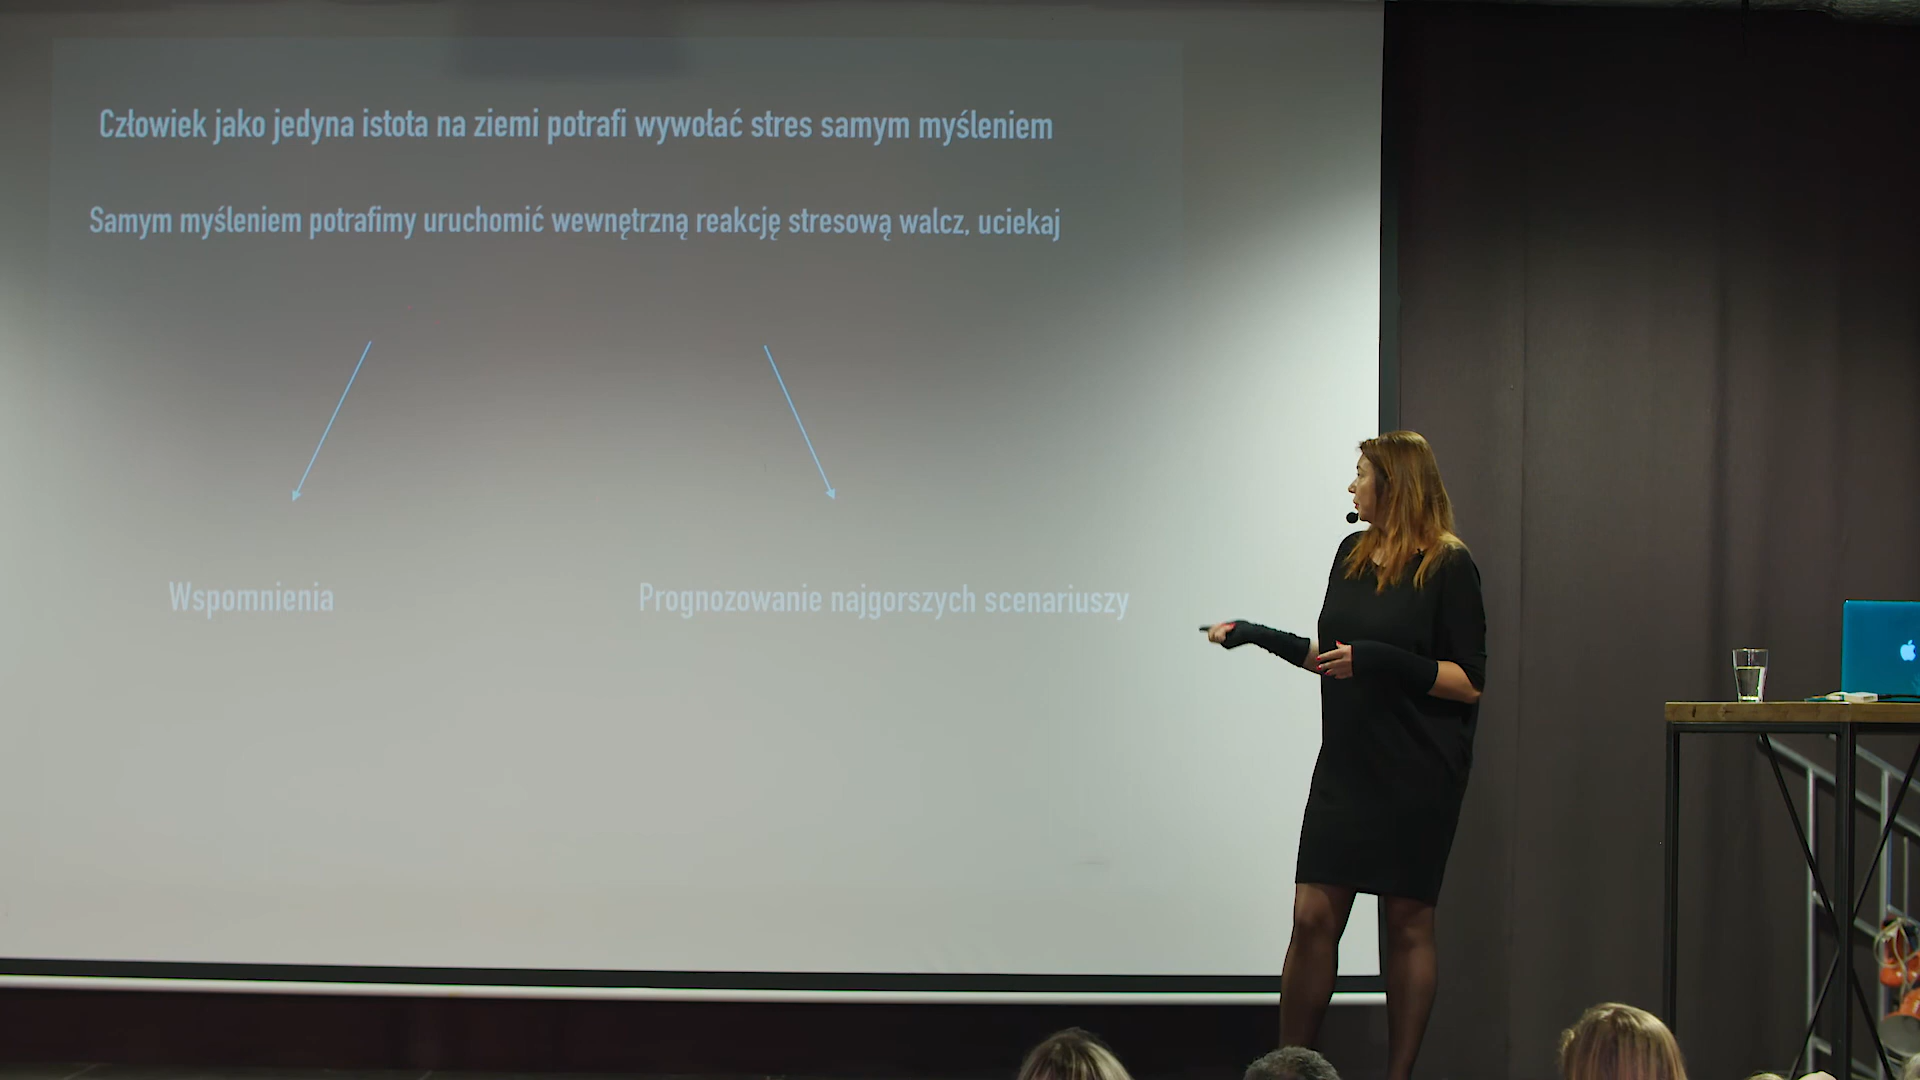 Człowiek jako jedyna istota na ziemi potrafi wywołać stres samym myśleniem
Samym myśleniem potrafimy uruchomić wewnętrzną reakcję stresową walcz, uciekaj
Wspomnienia
Prognozowanie najgorszych scenariuszy